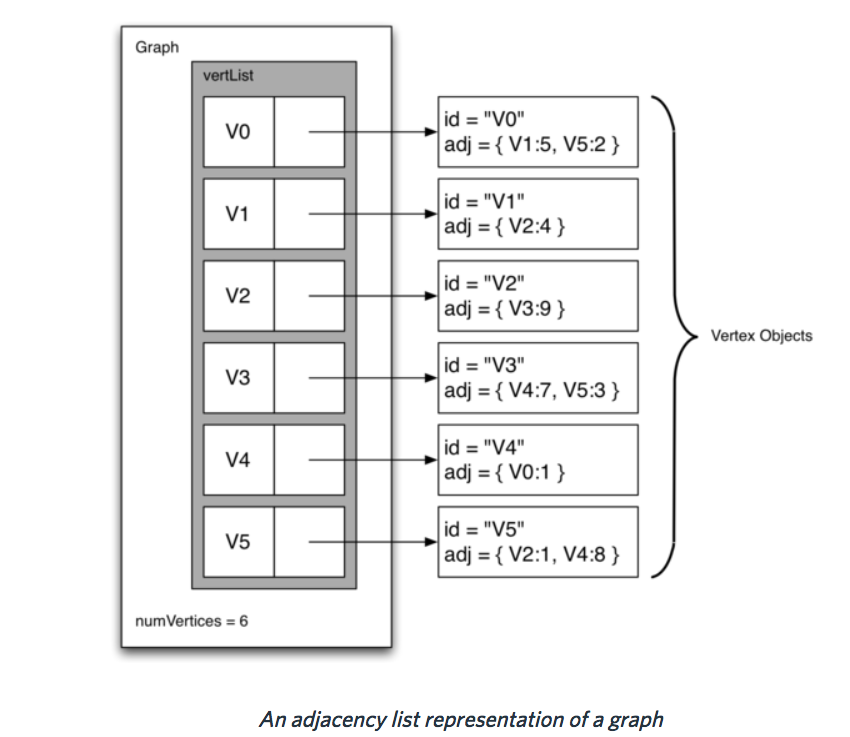 Graph
vertList
V0
id = "V0"
adj = { V1:5, V5:2 }
V1
id = "V1"
adj = { V2:4 }
V2
id = "V2"
adj = { V3:9 }
V3
id = "V3"
adj = { V4:7, V5:3 }
V4
id = "V4"
adj = { V0:1 }
V5
id = "V5"
adj = { V2:1, V4:8 }
Vertex Objects
numVertices = 6
An adjacency list representation of a graph